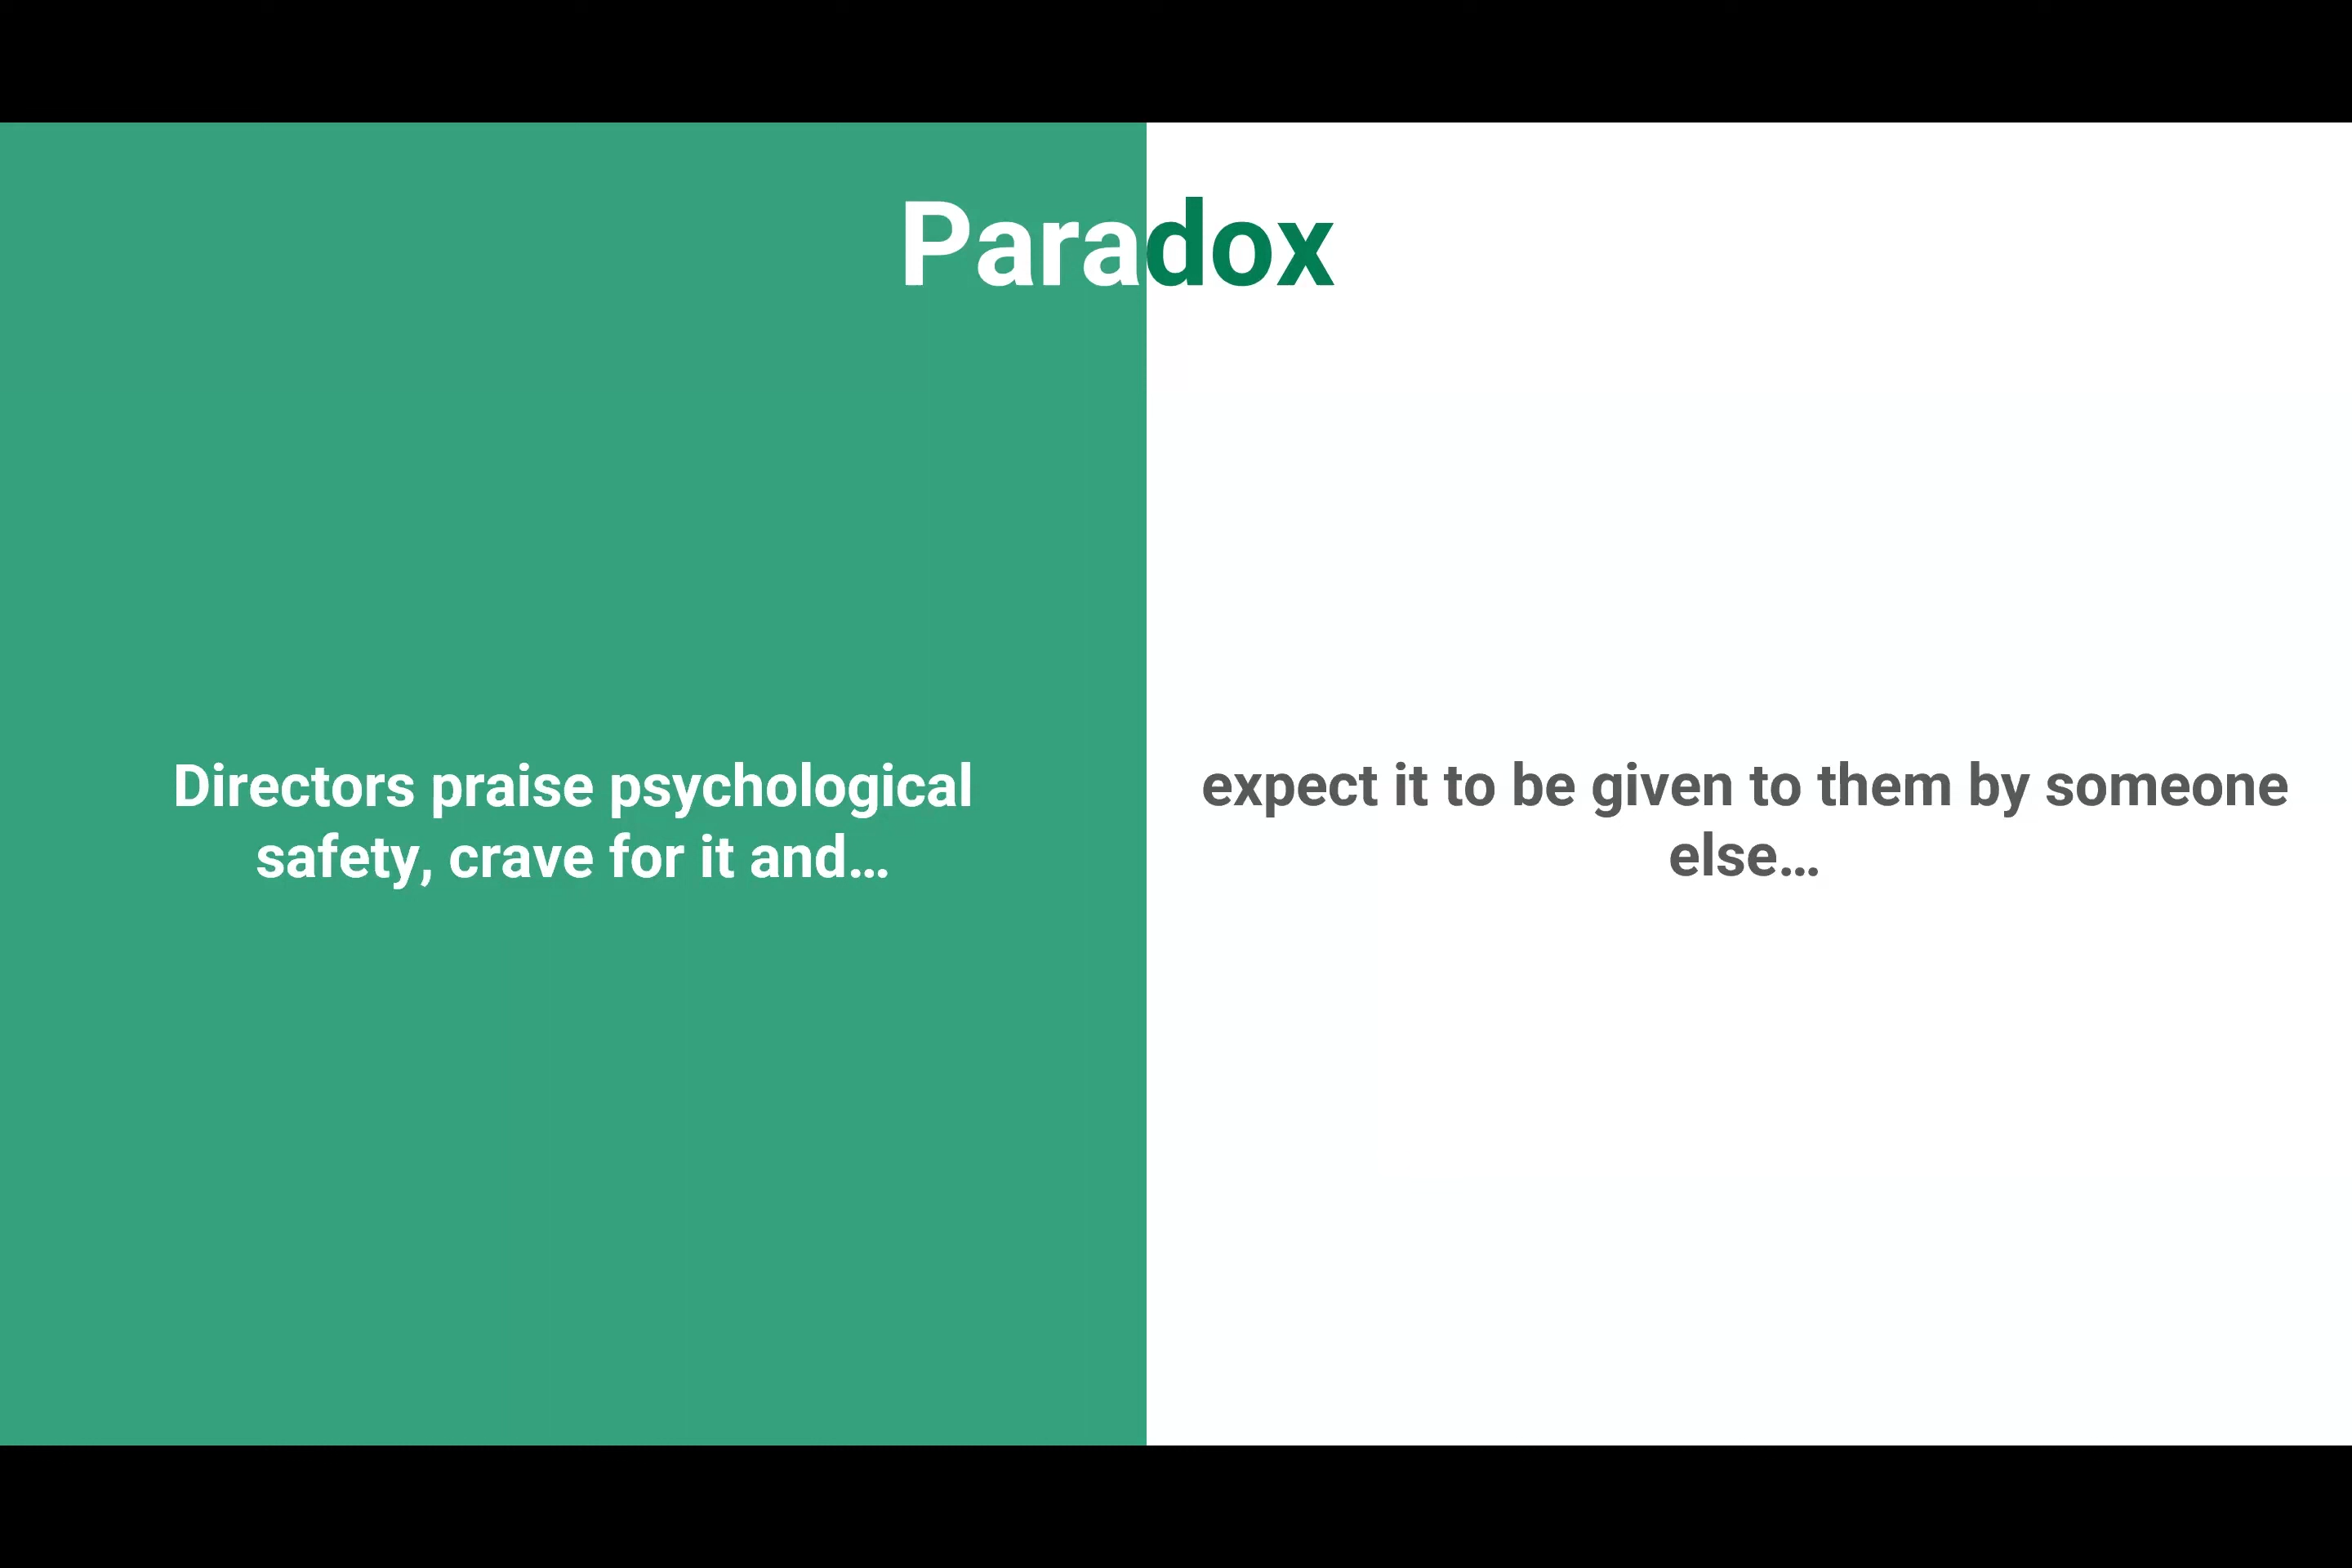 Paradox
Directors praise psychological
safety, crave for it and…
expect it to be given to them by someone
else…